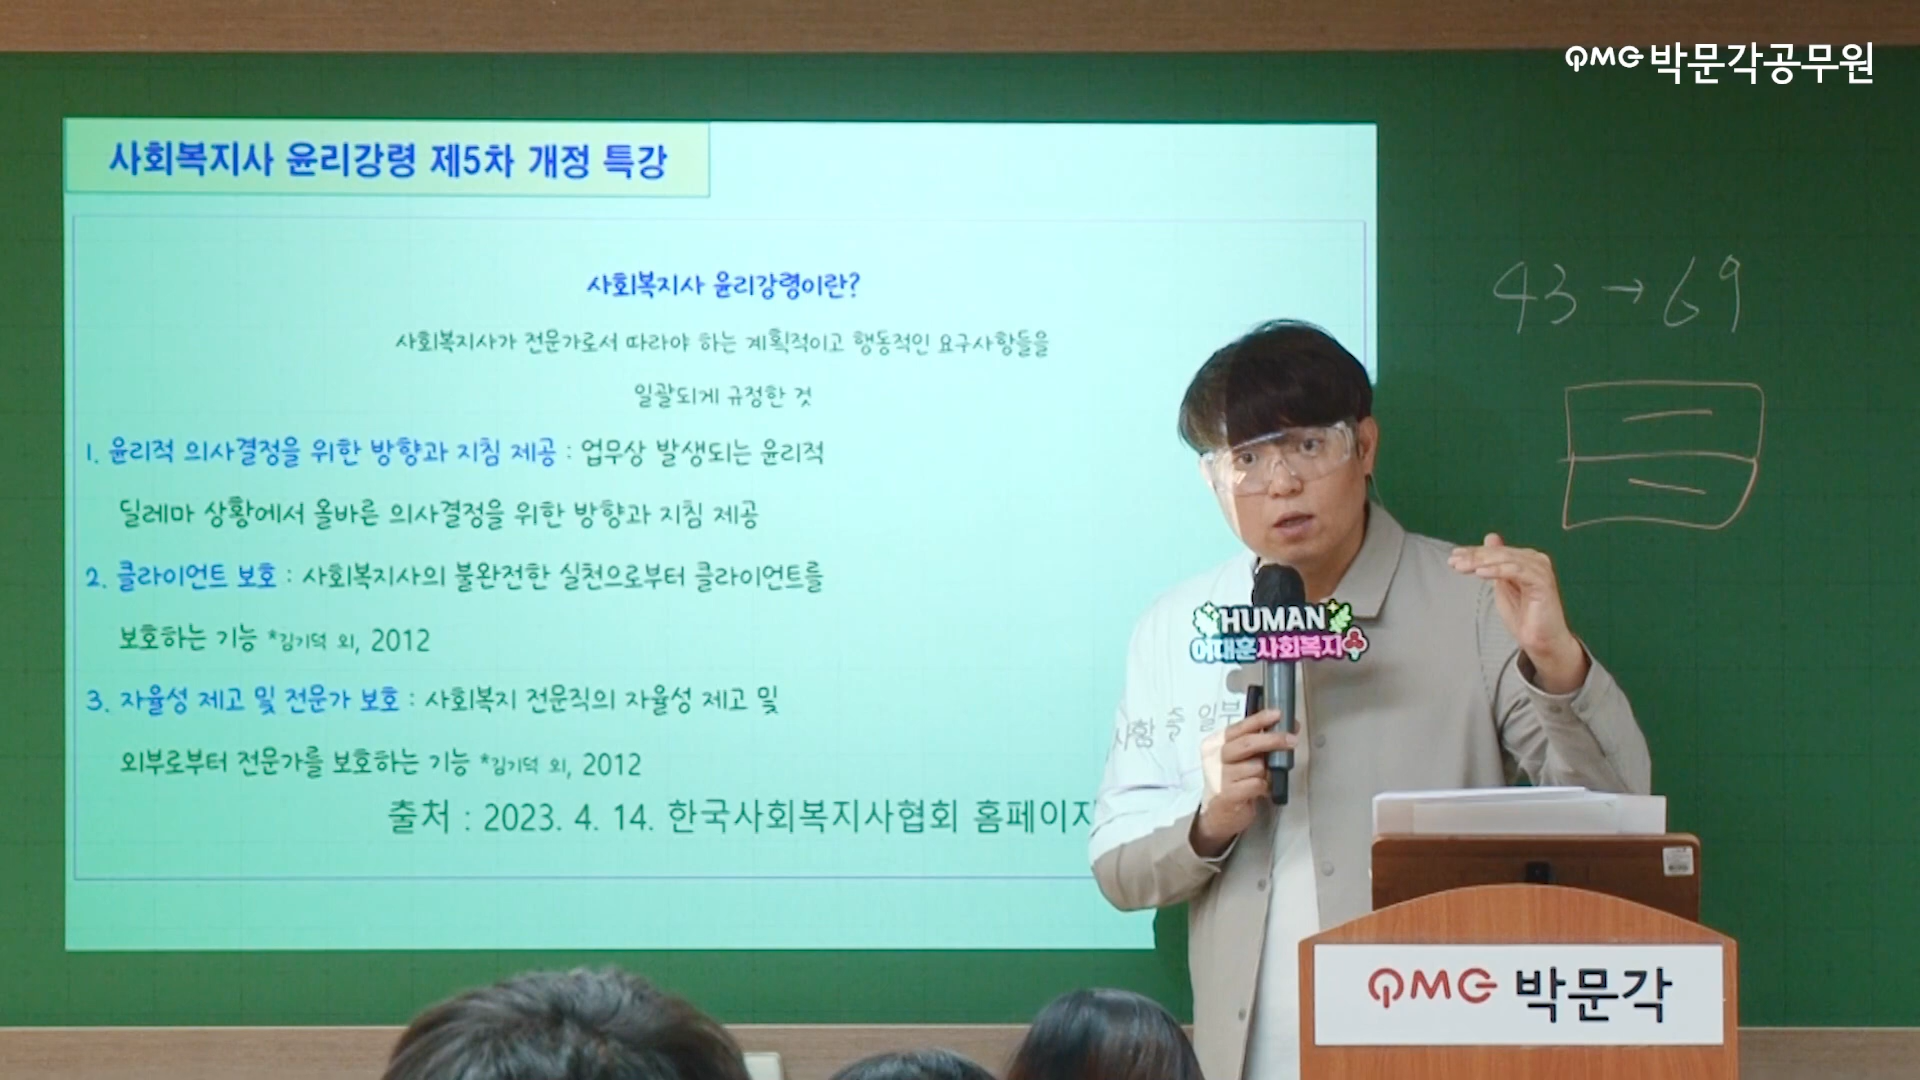 PMG 박문각공무원
사회복지사 윤리강령 제5차 개정 특강
사회복지사 윤리강령이란?
사회복지사가 전문가로서 따라야 하는 계획적이고 행동적인 요구사항들을
일괄되게 규정한 것
1. 윤리적 의사결정을 위한 방향과 지침 제공 : 업무상 발생되는 윤리적
딜레마 상황에서 올바른 의사결정을 위한 방향과 지침 제공
2. 클라이언트 보호 : 사회복지사의 불완전한 실천으로부터 클라이언트를
보호하는 기능 *김기덕 외, 2012
3. 자율성 제고 및 전문가 보호 : 사회복지 전문직의 자율성 제고 및
외부로부터 전문가를 보호하는 기능 *김기덕 외, 2012
출처 : 2023. 4. 14. 한국사회복지사협회 홈페이지
43 → 69
HUMAN
어대훈사회복지
사항 중 일부
PMG 박문각